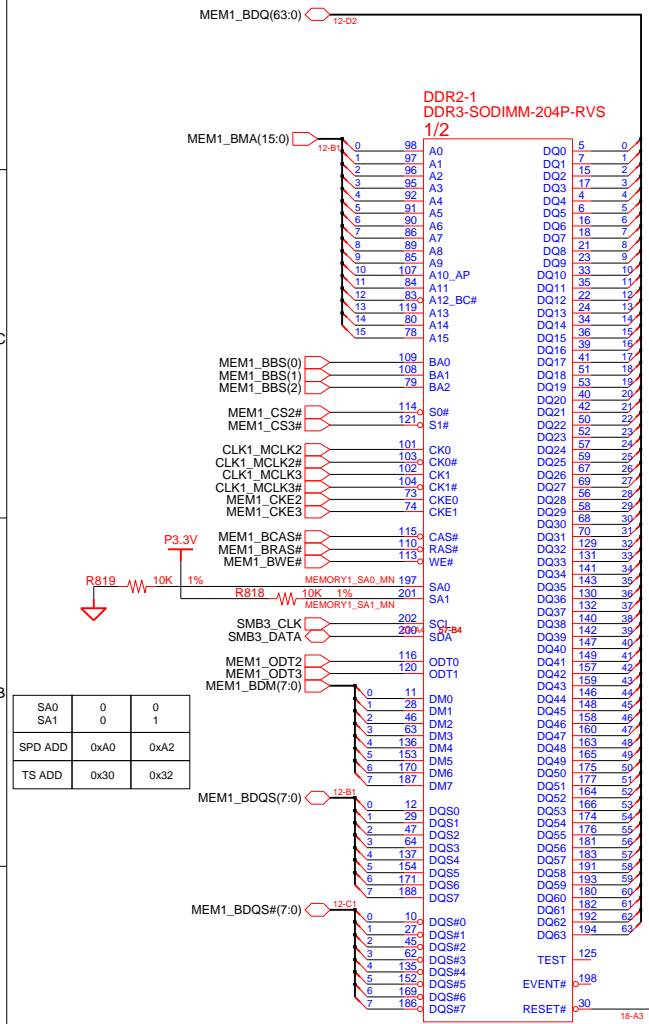 MEM1_BDQ(63:0)
12-D2
DDR2-1
DDR3-SODIMM-204P-RVS
1/2
MEM1_BMA(15:0)
12-B1
0 98 A0
1 97 A1
2 96 A2
3 95 A3
4 92 A4
5 91 A5
6 90 A6
7 86 A7
8 89 A8
9 85 A9
10 107 A10_AP
11 84 A11
12 83 A12_BC#
13 119 A13
14 80 A14
15 78 A15
MEM1_BBS(0) 109 BA0
MEM1_BBS(1) 108 BA1
MEM1_BBS(2) 79 BA2
MEM1_CS2# 114 S0#
MEM1_CS3# 121 S1#
CLK1_MCLK2 101 CK0
CLK1_MCLK2# 103 CK0#
CLK1_MCLK3 102 CK1
CLK1_MCLK3# 104 CK1#
MEM1_CKE2 73 CKE0
MEM1_CKE3 74 CKE1
MEM1_BCAS# 115 CAS#
MEM1_BRAS# 110 RAS#
MEM1_BWE# 113 WE#
P3.3V
R819 10K 1% MEMORY1_SA0_MN 197 SA0
R818 10K 1% MEMORY1_SA1_MN 201 SA1
SMB3_CLK 202 SCL
SMB3_DATA 200 57-B4 SDA
MEM1_ODT2 116 ODT0
MEM1_ODT3 120 ODT1
MEM1_BDM(7:0)
0 11 DM0
1 28 DM1
2 46 DM2
3 63 DM3
4 136 DM4
5 153 DM5
6 170 DM6
7 187 DM7
SA0 0 0
SA1 0 1
SPD ADD 0xA0 0xA2
TS ADD 0x30 0x32
MEM1_BDQS(7:0)
12-B1
0 12 DQS0
1 29 DQS1
2 47 DQS2
3 64 DQS3
4 137 DQS4
5 154 DQS5
6 171 DQS6
7 188 DQS7
MEM1_BDQS#(7:0)
12-C1
0 10 DQS#0
1 27 DQS#1
2 45 DQS#2
3 62 DQS#3
4 135 DQS#4
5 152 DQS#5
6 169 DQS#6
7 186 DQS#7
DQ0 5 0
DQ1 7 1
DQ2 15 2
DQ3 17 3
DQ4 4 4
DQ5 6 5
DQ6 16 6
DQ7 18 7
DQ8 21 8
DQ9 23 9
DQ10 33 10
DQ11 35 11
DQ12 22 12
DQ13 24 13
DQ14 34 14
DQ15 36 15
DQ16 39 16
DQ17 41 17
DQ18 51 18
DQ19 53 19
DQ20 40 20
DQ21 42 21
DQ22 50 22
DQ23 52 23
DQ24 57 24
DQ25 59 25
DQ26 67 26
DQ27 69 27
DQ28 56 28
DQ29 58 29
DQ30 68 30
DQ31 70 31
DQ32 129 32
DQ33 131 33
DQ34 141 34
DQ35 143 35
DQ36 130 36
DQ37 132 37
DQ38 140 38
DQ39 142 39
DQ40 147 40
DQ41 149 41
DQ42 157 42
DQ43 159 43
DQ44 146 44
DQ45 148 45
DQ46 158 46
DQ47 160 47
DQ48 163 48
DQ49 165 49
DQ50 175 50
DQ51 177 51
DQ52 164 52
DQ53 166 53
DQ54 174 54
DQ55 176 55
DQ56 181 56
DQ57 183 57
DQ58 191 58
DQ59 193 59
DQ60 180 60
DQ61 182 61
DQ62 192 62
DQ63 194 63
TEST 125
EVENT# 198
RESET# 30
18-A3
C
B